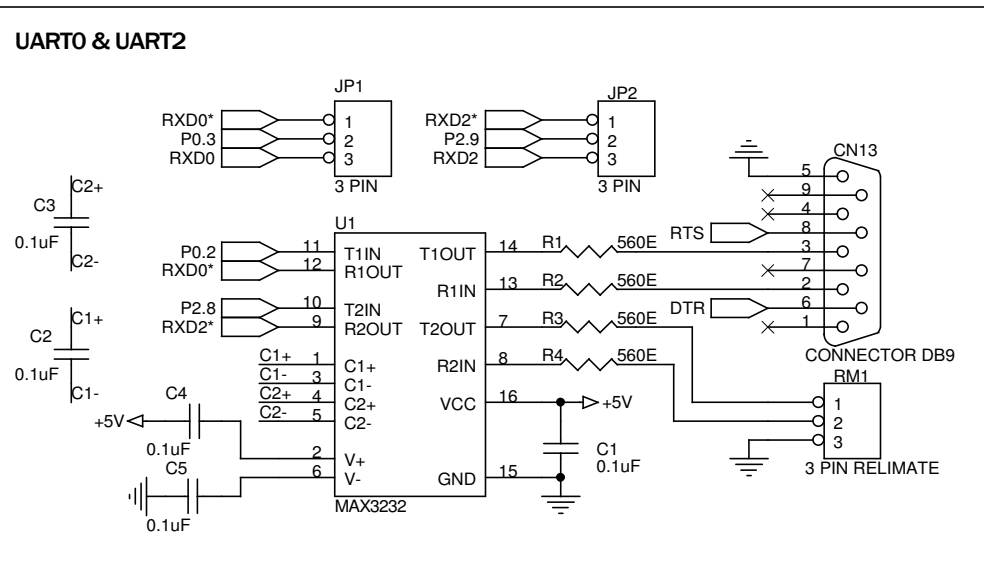 UART0 & UART2
JP1
RXD0*
P0.3
RXD0
1
2
3
3 PIN
JP2
RXD2*
P2.9
RXD2
1
2
3
3 PIN
CN13
5
9
4
RTS
8
3
7
2
DTR
6
1
CONNECTOR DB9
C2+
C3
0.1uF
C2-
C1+
C2
0.1uF
C1-
U1
P0.2 11 T1IN
RXD0* 12 R1OUT
P2.8 10 T2IN
RXD2* 9 R2OUT
C1+ 1 C1+
C1- 3 C1-
C2+ 4 C2+
C2- 5 C2-
2 V+
6 V-
T1OUT 14 R1 560E
R1IN 13 R2 560E
T2OUT 7 R3 560E
R2IN 8 R4 560E
VCC 16 +5V
GND 15
MAX3232
C4
+5V
0.1uF
C5
0.1uF
C1
0.1uF
RM1
1
2
3
3 PIN RELIMATE